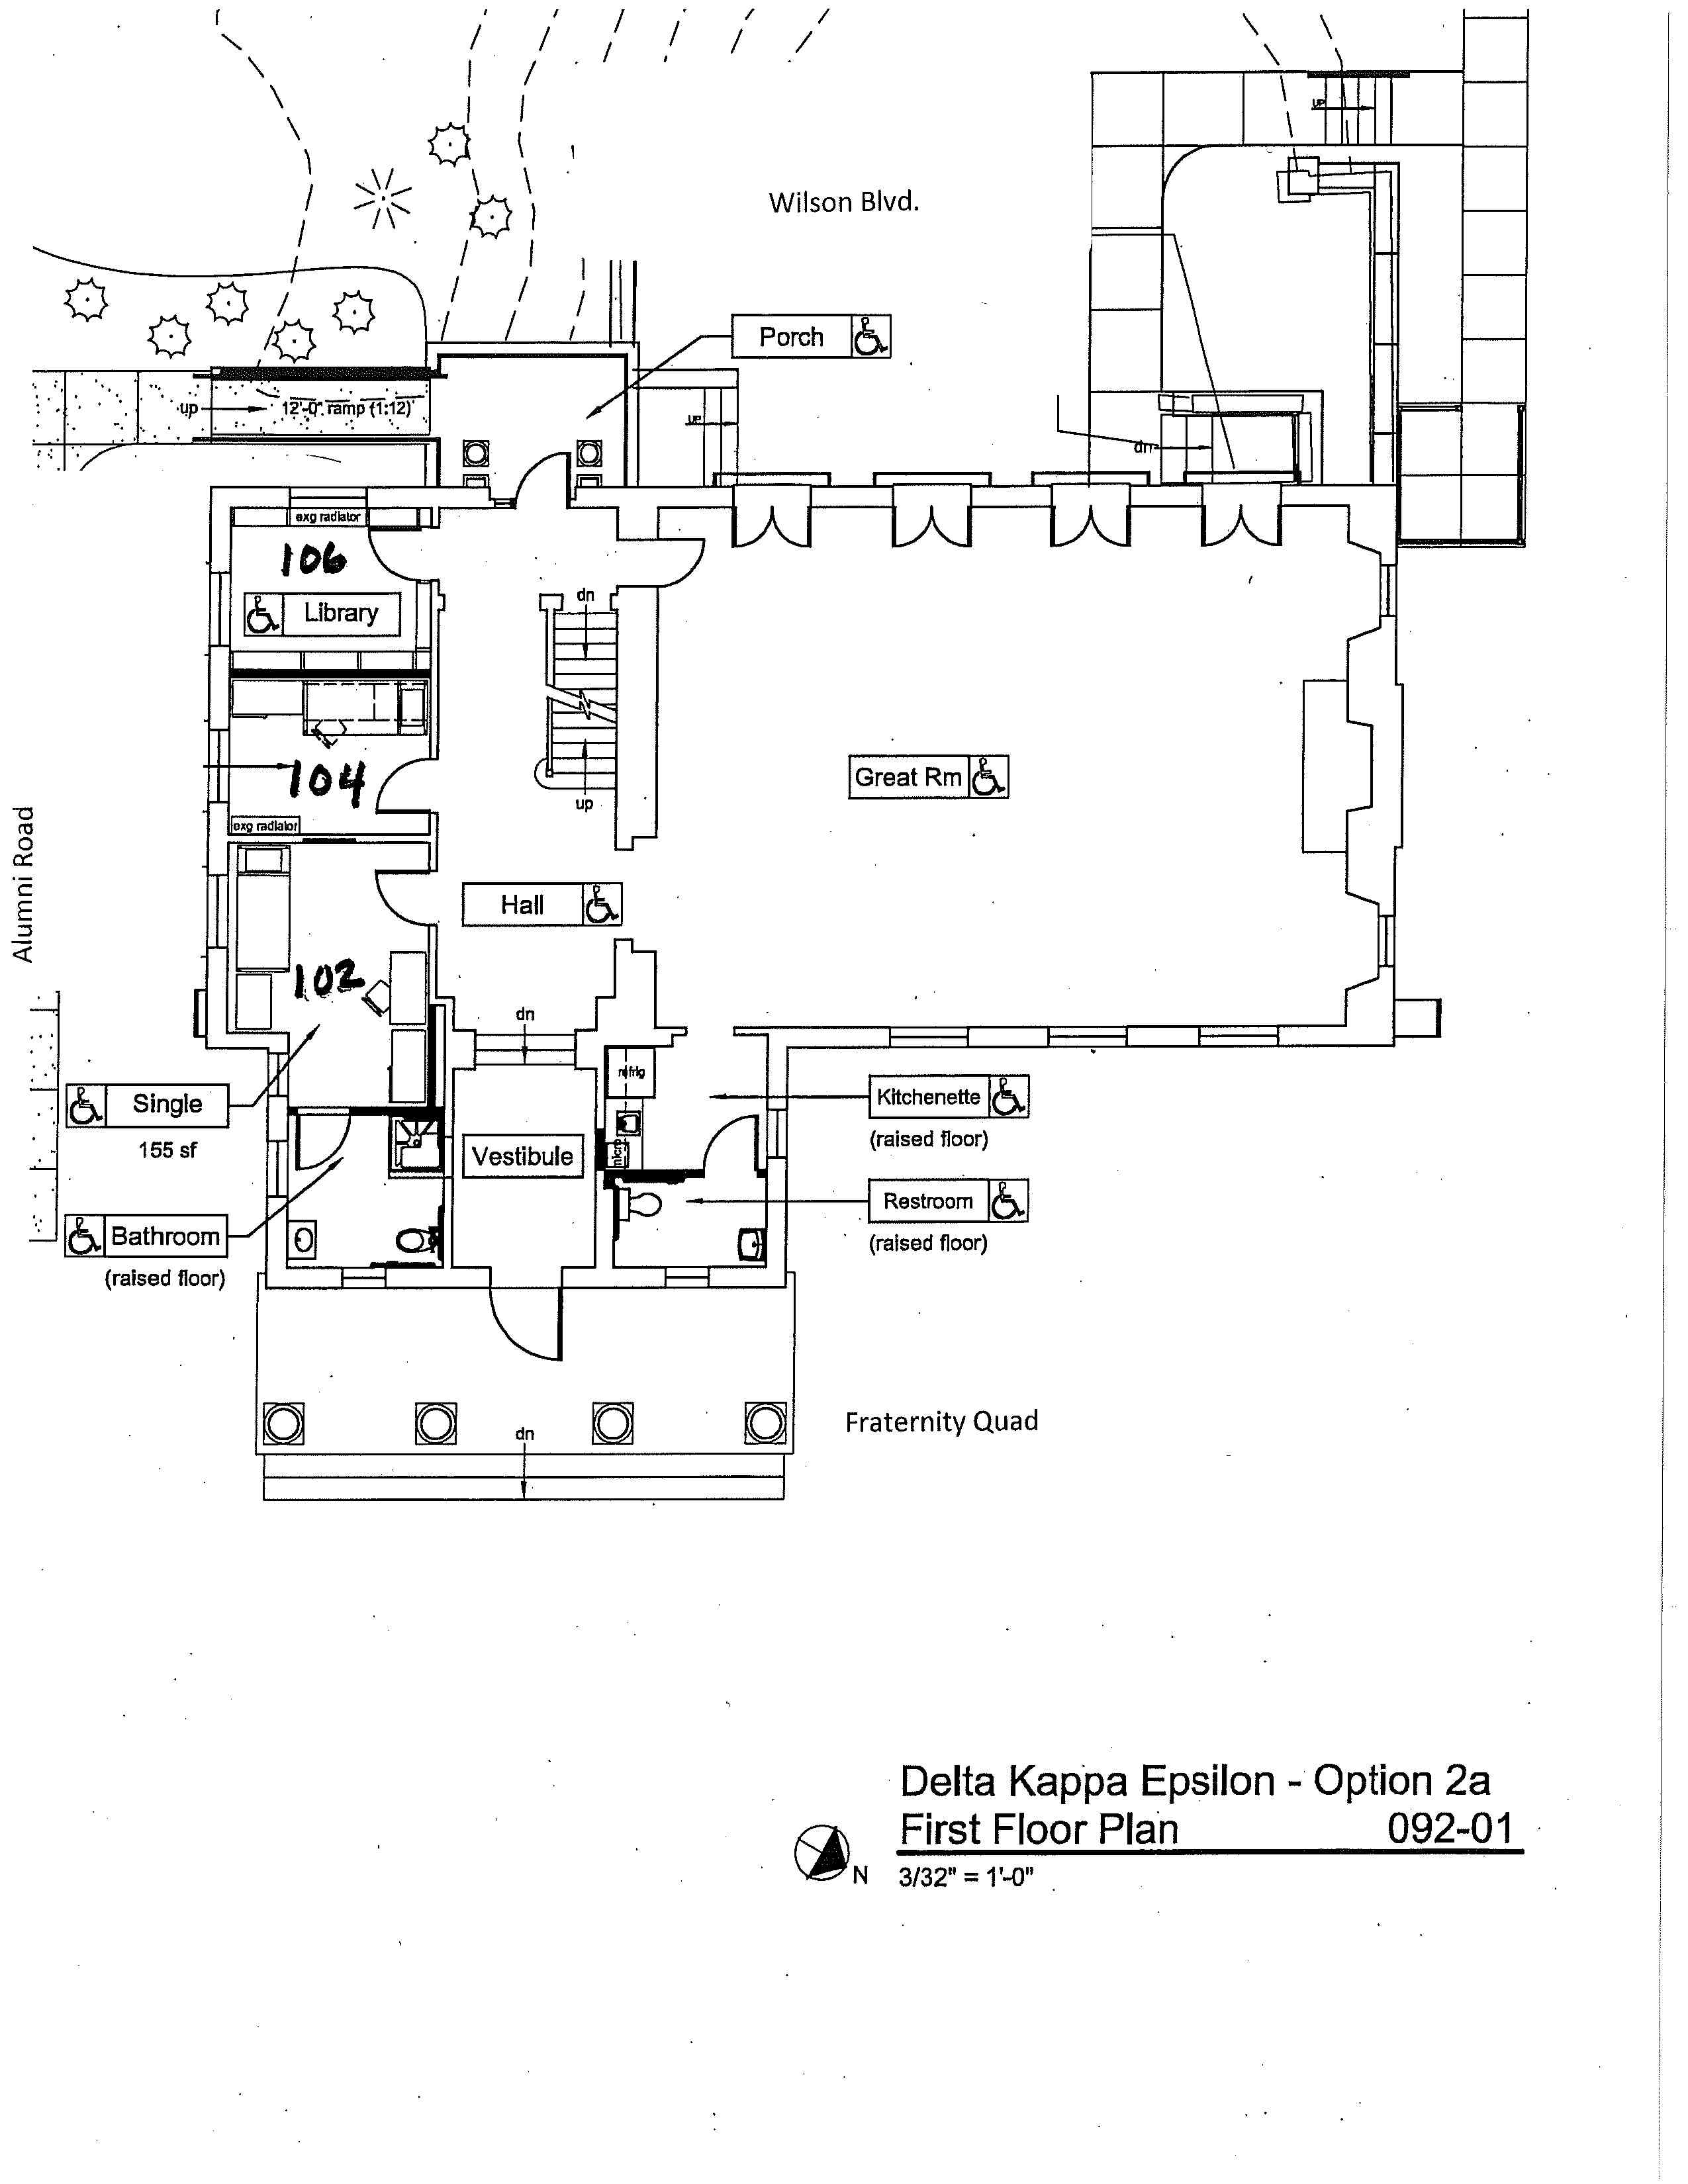 Wilson Blvd.
UP
Porch
up
12'-0" ramp (1:12)
UP
dn
exg radiator
106
Library
dn
104
Great Rm
up
exg radiator
Alumni Road
Hall
102
dn
refrig
Single
155 sf
Kitchenette
(raised floor)
micro
Vestibule
Restroom
(raised floor)
Bathroom
(raised floor)
Fraternity Quad
dn
Delta Kappa Epsilon - Option 2a
First Floor Plan 092-01
N
3/32" = 1'-0"